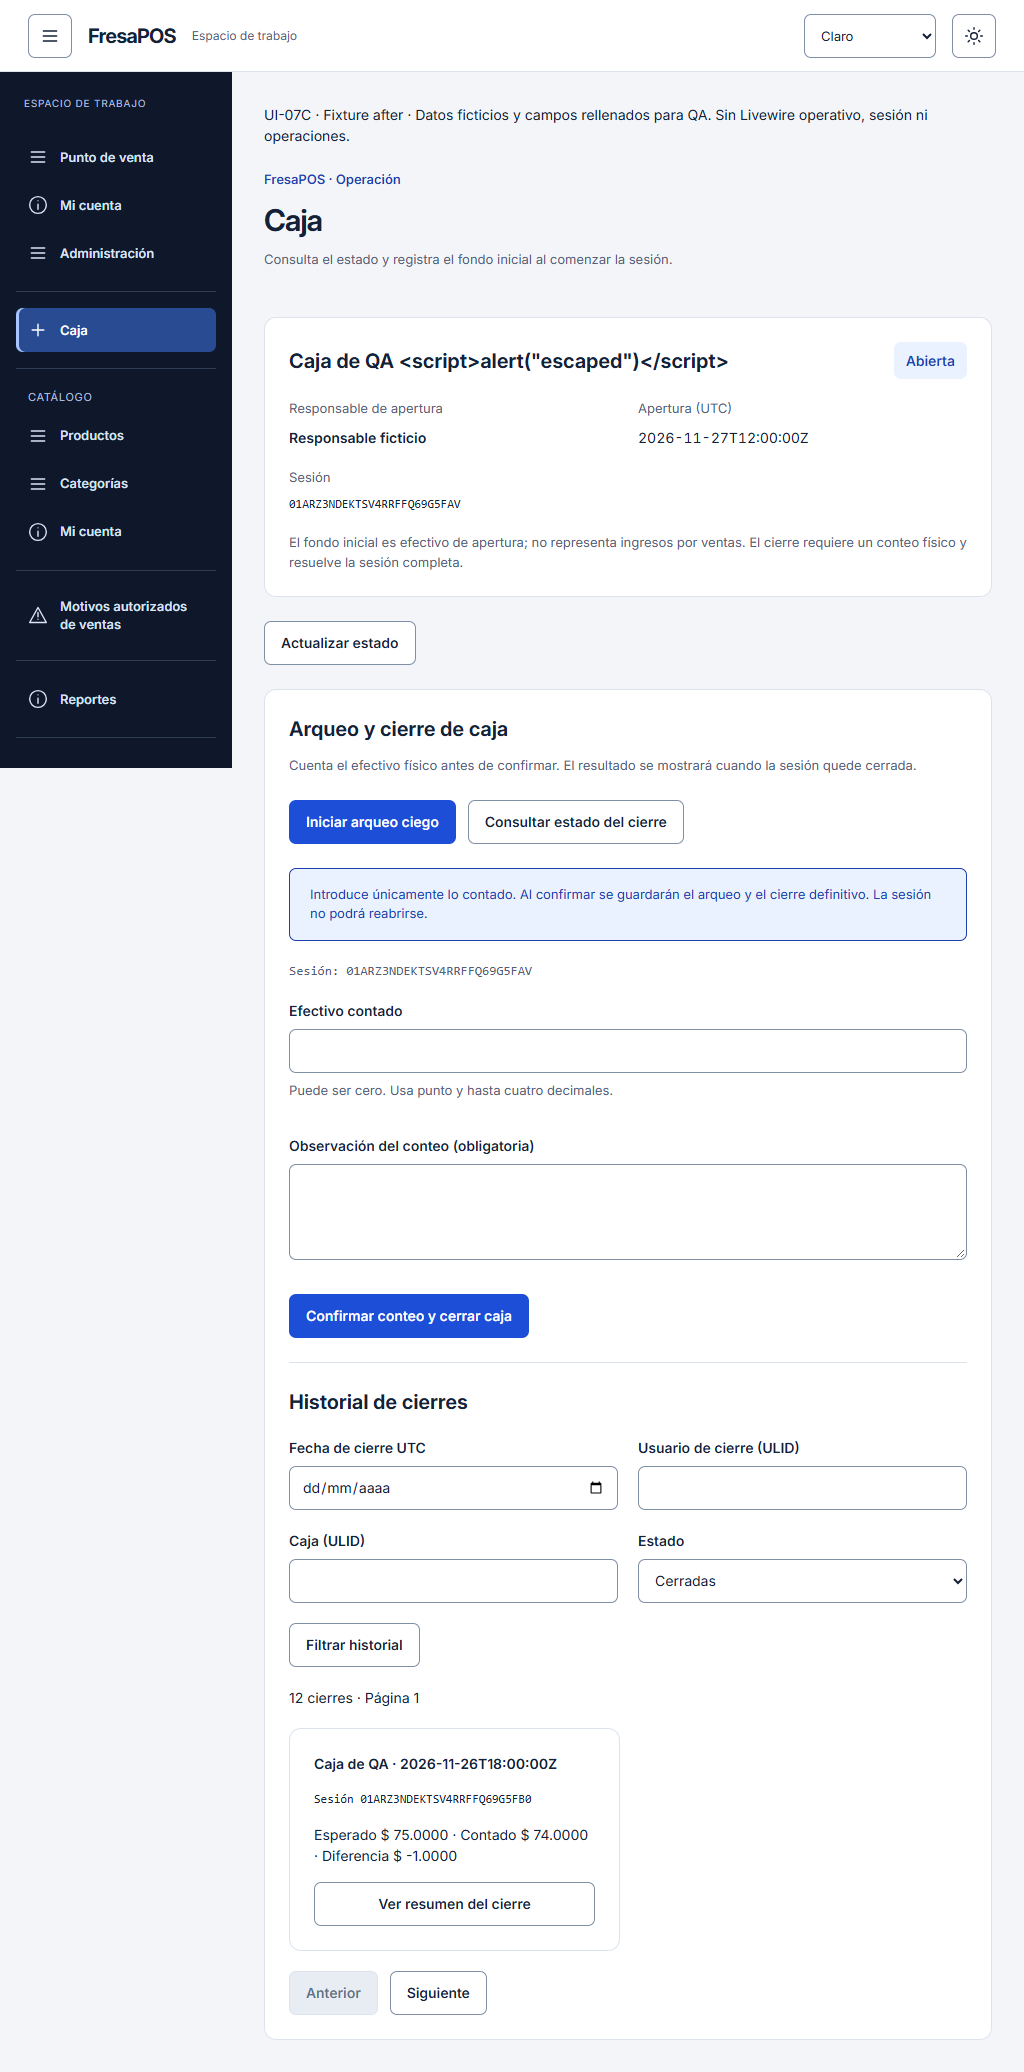 FresaPOS
Espacio de trabajo
Claro
ESPACIO DE TRABAJO
Punto de venta
Mi cuenta
Administración
Caja
CATÁLOGO
Productos
Categorías
Mi cuenta
Motivos autorizados
de ventas
Reportes
UI-07C · Fixture after · Datos ficticios y campos rellenados para QA. Sin Livewire operativo, sesión ni
operaciones.
FresaPOS · Operación
Caja
Consulta el estado y registra el fondo inicial al comenzar la sesión.
Caja de QA <script>alert("escaped")</script>
Abierta
Responsable de apertura
Apertura (UTC)
Responsable ficticio
2026-11-27T12:00:00Z
Sesión
01ARZ3NDEKTSV4RRFFQ69G5FAV
El fondo inicial es efectivo de apertura; no representa ingresos por ventas. El cierre requiere un conteo físico y
resuelve la sesión completa.
Actualizar estado
Arqueo y cierre de caja
Cuenta el efectivo físico antes de confirmar. El resultado se mostrará cuando la sesión quede cerrada.
Iniciar arqueo ciego
Consultar estado del cierre
Introduce únicamente lo contado. Al confirmar se guardarán el arqueo y el cierre definitivo. La sesión
no podrá reabrirse.
Sesión: 01ARZ3NDEKTSV4RRFFQ69G5FAV
Efectivo contado
Puede ser cero. Usa punto y hasta cuatro decimales.
Observación del conteo (obligatoria)
Confirmar conteo y cerrar caja
Historial de cierres
Fecha de cierre UTC
Usuario de cierre (ULID)
dd/mm/aaaa
Caja (ULID)
Estado
Cerradas
Filtrar historial
12 cierres · Página 1
Caja de QA · 2026-11-26T18:00:00Z
Sesión 01ARZ3NDEKTSV4RRFFQ69G5FB0
Esperado $ 75.0000 · Contado $ 74.0000
· Diferencia $ -1.0000
Ver resumen del cierre
Anterior
Siguiente